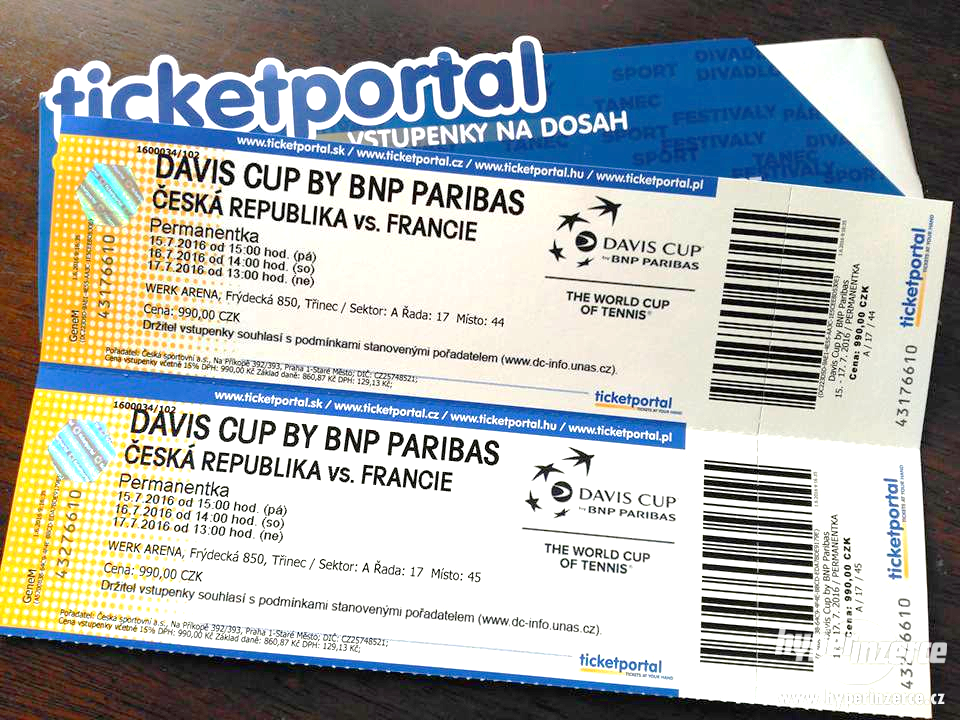 ticketportal
VSTUPENKY NA DOSAH
SPORT
DIVADLO
TANEC
FESTIVALY
FESTIVALY
SPORT
TANEC
SPORT
www.ticketportal.sk / www.ticketportal.cz / www.ticketportal.hu / www.ticketportal.pl
1600034/102
DAVIS CUP BY BNP PARIBAS
ČESKÁ REPUBLIKA vs. FRANCIE
Permanentka
15.7.2016 od 15:00 hod. (pá)
16.7.2016 od 14:00 hod. (so)
17.7.2016 od 13:00 hod. (ne)
WERK ARENA, Frýdecká 850, Třinec / Sektor: A Řada: 17 Místo: 44
Cena: 990,00 CZK
Držitel vstupenky souhlasí s podmínkami stanovenými pořadatelem (www.dc-info.unas.cz).
Pořadatel: Česká sportovní a.s., Na Příkopě 392/393, Praha 1-Staré Město; DIČ: CZ25748521;
Cena vstupenky včetně 15% DPH: 990,00 Kč Základ daně: 860,87 Kč DPH: 129,13 Kč;
GeneM
43176610
DAVIS CUP
by BNP PARIBAS
THE WORLD CUP
OF TENNIS
ticketportal
TICKETS AT YOUR HAND
Davis Cup by BNP Paribas
15. - 17. 7. 2016 / PERMANENTKA
Cena: 990,00 CZK
A / 17 / 44
43176610
ticketportal
TICKETS AT YOUR HAND
www.ticketportal.sk / www.ticketportal.cz / www.ticketportal.hu / www.ticketportal.pl
1600034/102
DAVIS CUP BY BNP PARIBAS
ČESKÁ REPUBLIKA vs. FRANCIE
Permanentka
15.7.2016 od 15:00 hod. (pá)
16.7.2016 od 14:00 hod. (so)
17.7.2016 od 13:00 hod. (ne)
WERK ARENA, Frýdecká 850, Třinec / Sektor: A Řada: 17 Místo: 45
Cena: 990,00 CZK
Držitel vstupenky souhlasí s podmínkami stanovenými pořadatelem (www.dc-info.unas.cz).
Pořadatel: Česká sportovní a.s., Na Příkopě 392/393, Praha 1-Staré Město; DIČ: CZ25748521;
Cena vstupenky včetně 15% DPH: 990,00 Kč Základ daně: 860,87 Kč DPH: 129,13 Kč;
GeneM
43276610
DAVIS CUP
by BNP PARIBAS
THE WORLD CUP
OF TENNIS
ticketportal
TICKETS AT YOUR HAND
Davis Cup by BNP Paribas
17. 7. 2016 / PERMANENTKA
Cena: 990,00 CZK
A / 17 / 45
ticketportal
TICKETS AT YOUR HAND
hyperinzerce
www.hyperinzerce.cz